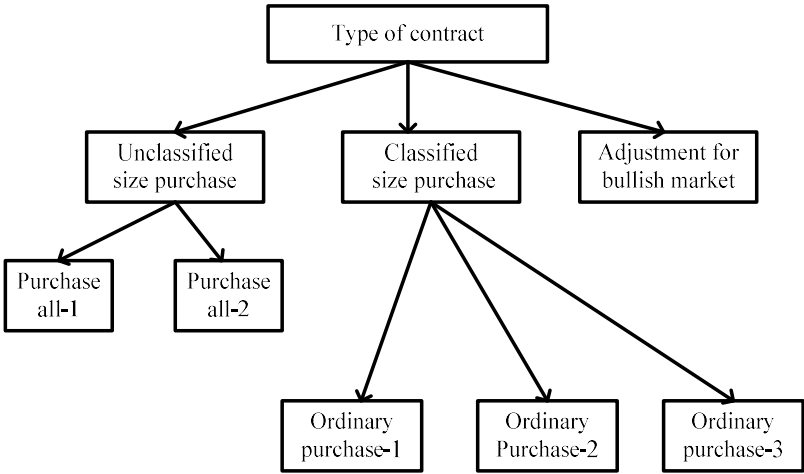 Type of contract
Unclassified
size purchase
Classified
size purchase
Adjustment for
bullish market
Purchase
all-1
Purchase
all-2
Ordinary
purchase-1
Ordinary
Purchase-2
Ordinary
purchase-3